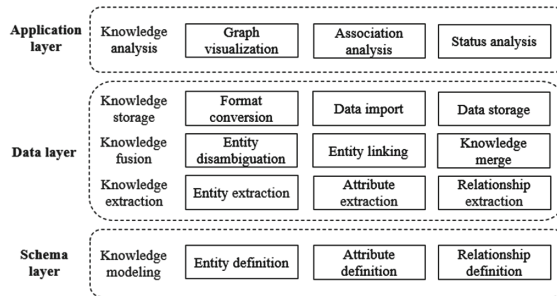 Application layer
Knowledge analysis
Graph visualization
Association analysis
Status analysis
Data layer
Knowledge storage
Format conversion
Data import
Data storage
Knowledge fusion
Entity disambiguation
Entity linking
Knowledge merge
Knowledge extraction
Entity extraction
Attribute extraction
Relationship extraction
Schema layer
Knowledge modeling
Entity definition
Attribute definition
Relationship definition